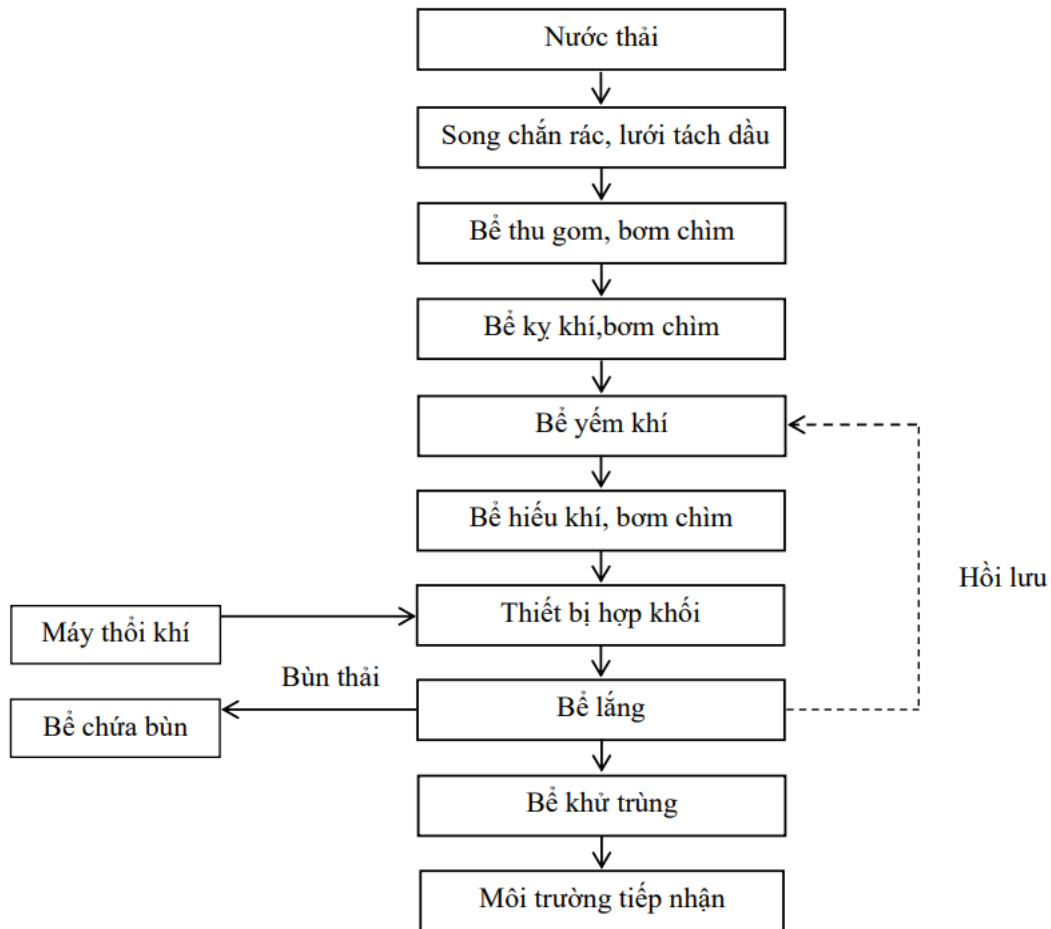 Nước thải
Song chắn rác, lưới tách dầu
Bể thu gom, bơm chìm
Bể kỵ khí,bơm chìm
Bể yếm khí
Bể hiếu khí, bơm chìm
Hồi lưu
Thiết bị hợp khối
Máy thổi khí
Bùn thải
Bể lắng
Bể chứa bùn
Bể khử trùng
Môi trường tiếp nhận